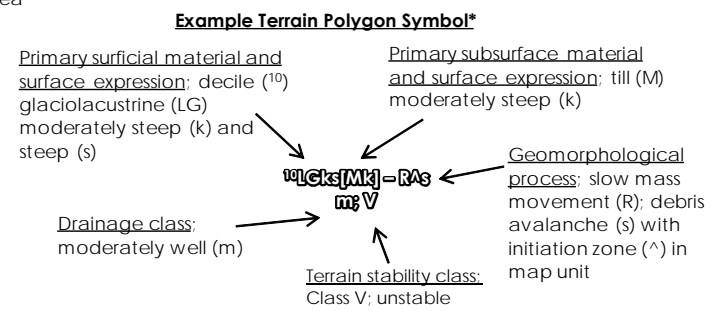 ea
Example Terrain Polygon Symbol*
Primary surficial material and
surface expression; decile (¹⁰)
glaciolacustrine (LG)
moderately steep (k) and
steep (s)
Primary subsurface material
and surface expression; till (M)
moderately steep (k)
¹⁰LGks[Mk] – R^s
m; V
Geomorphological
process; slow mass
movement (R); debris
avalanche (s) with
initiation zone (^) in
map unit
Drainage class;
moderately well (m)
Terrain stability class;
Class V; unstable